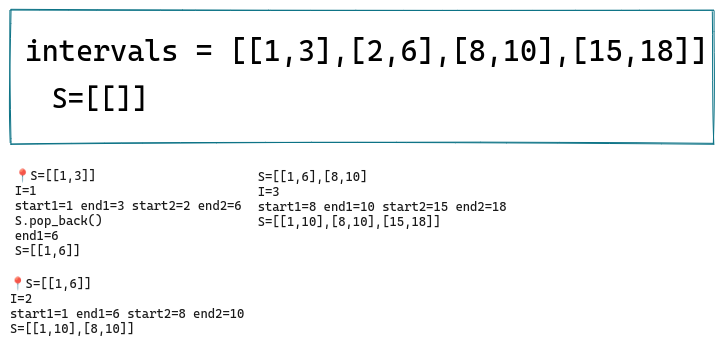 intervals = [[1,3],[2,6],[8,10],[15,18]]
S=[[]]
📍S=[[1,3]]
I=1
start1=1 end1=3 start2=2 end2=6
S.pop_back()
end1=6
S=[[1,6]]
📍S=[[1,6]]
I=2
start1=1 end1=6 start2=8 end2=10
S=[[1,10],[8,10]]
S=[[1,6],[8,10]
I=3
start1=8 end1=10 start2=15 end2=18
S=[[1,10],[8,10],[15,18]]